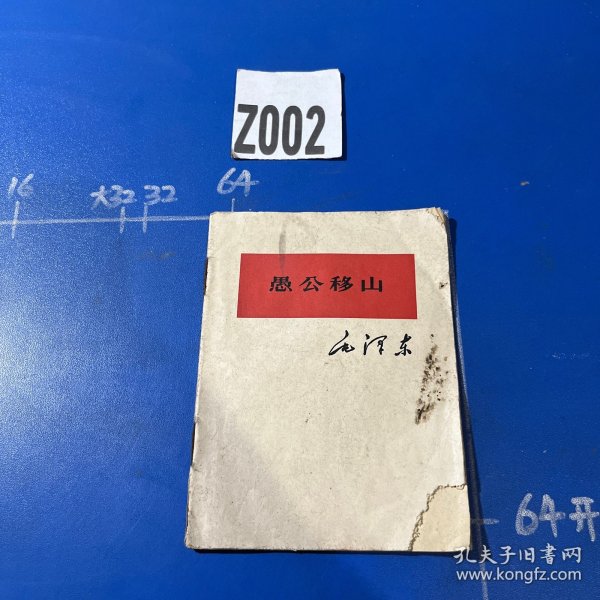 Z002
16 大32 32 64
愚公移山
毛泽东
64开
孔夫子旧书网
www.kongfz.com